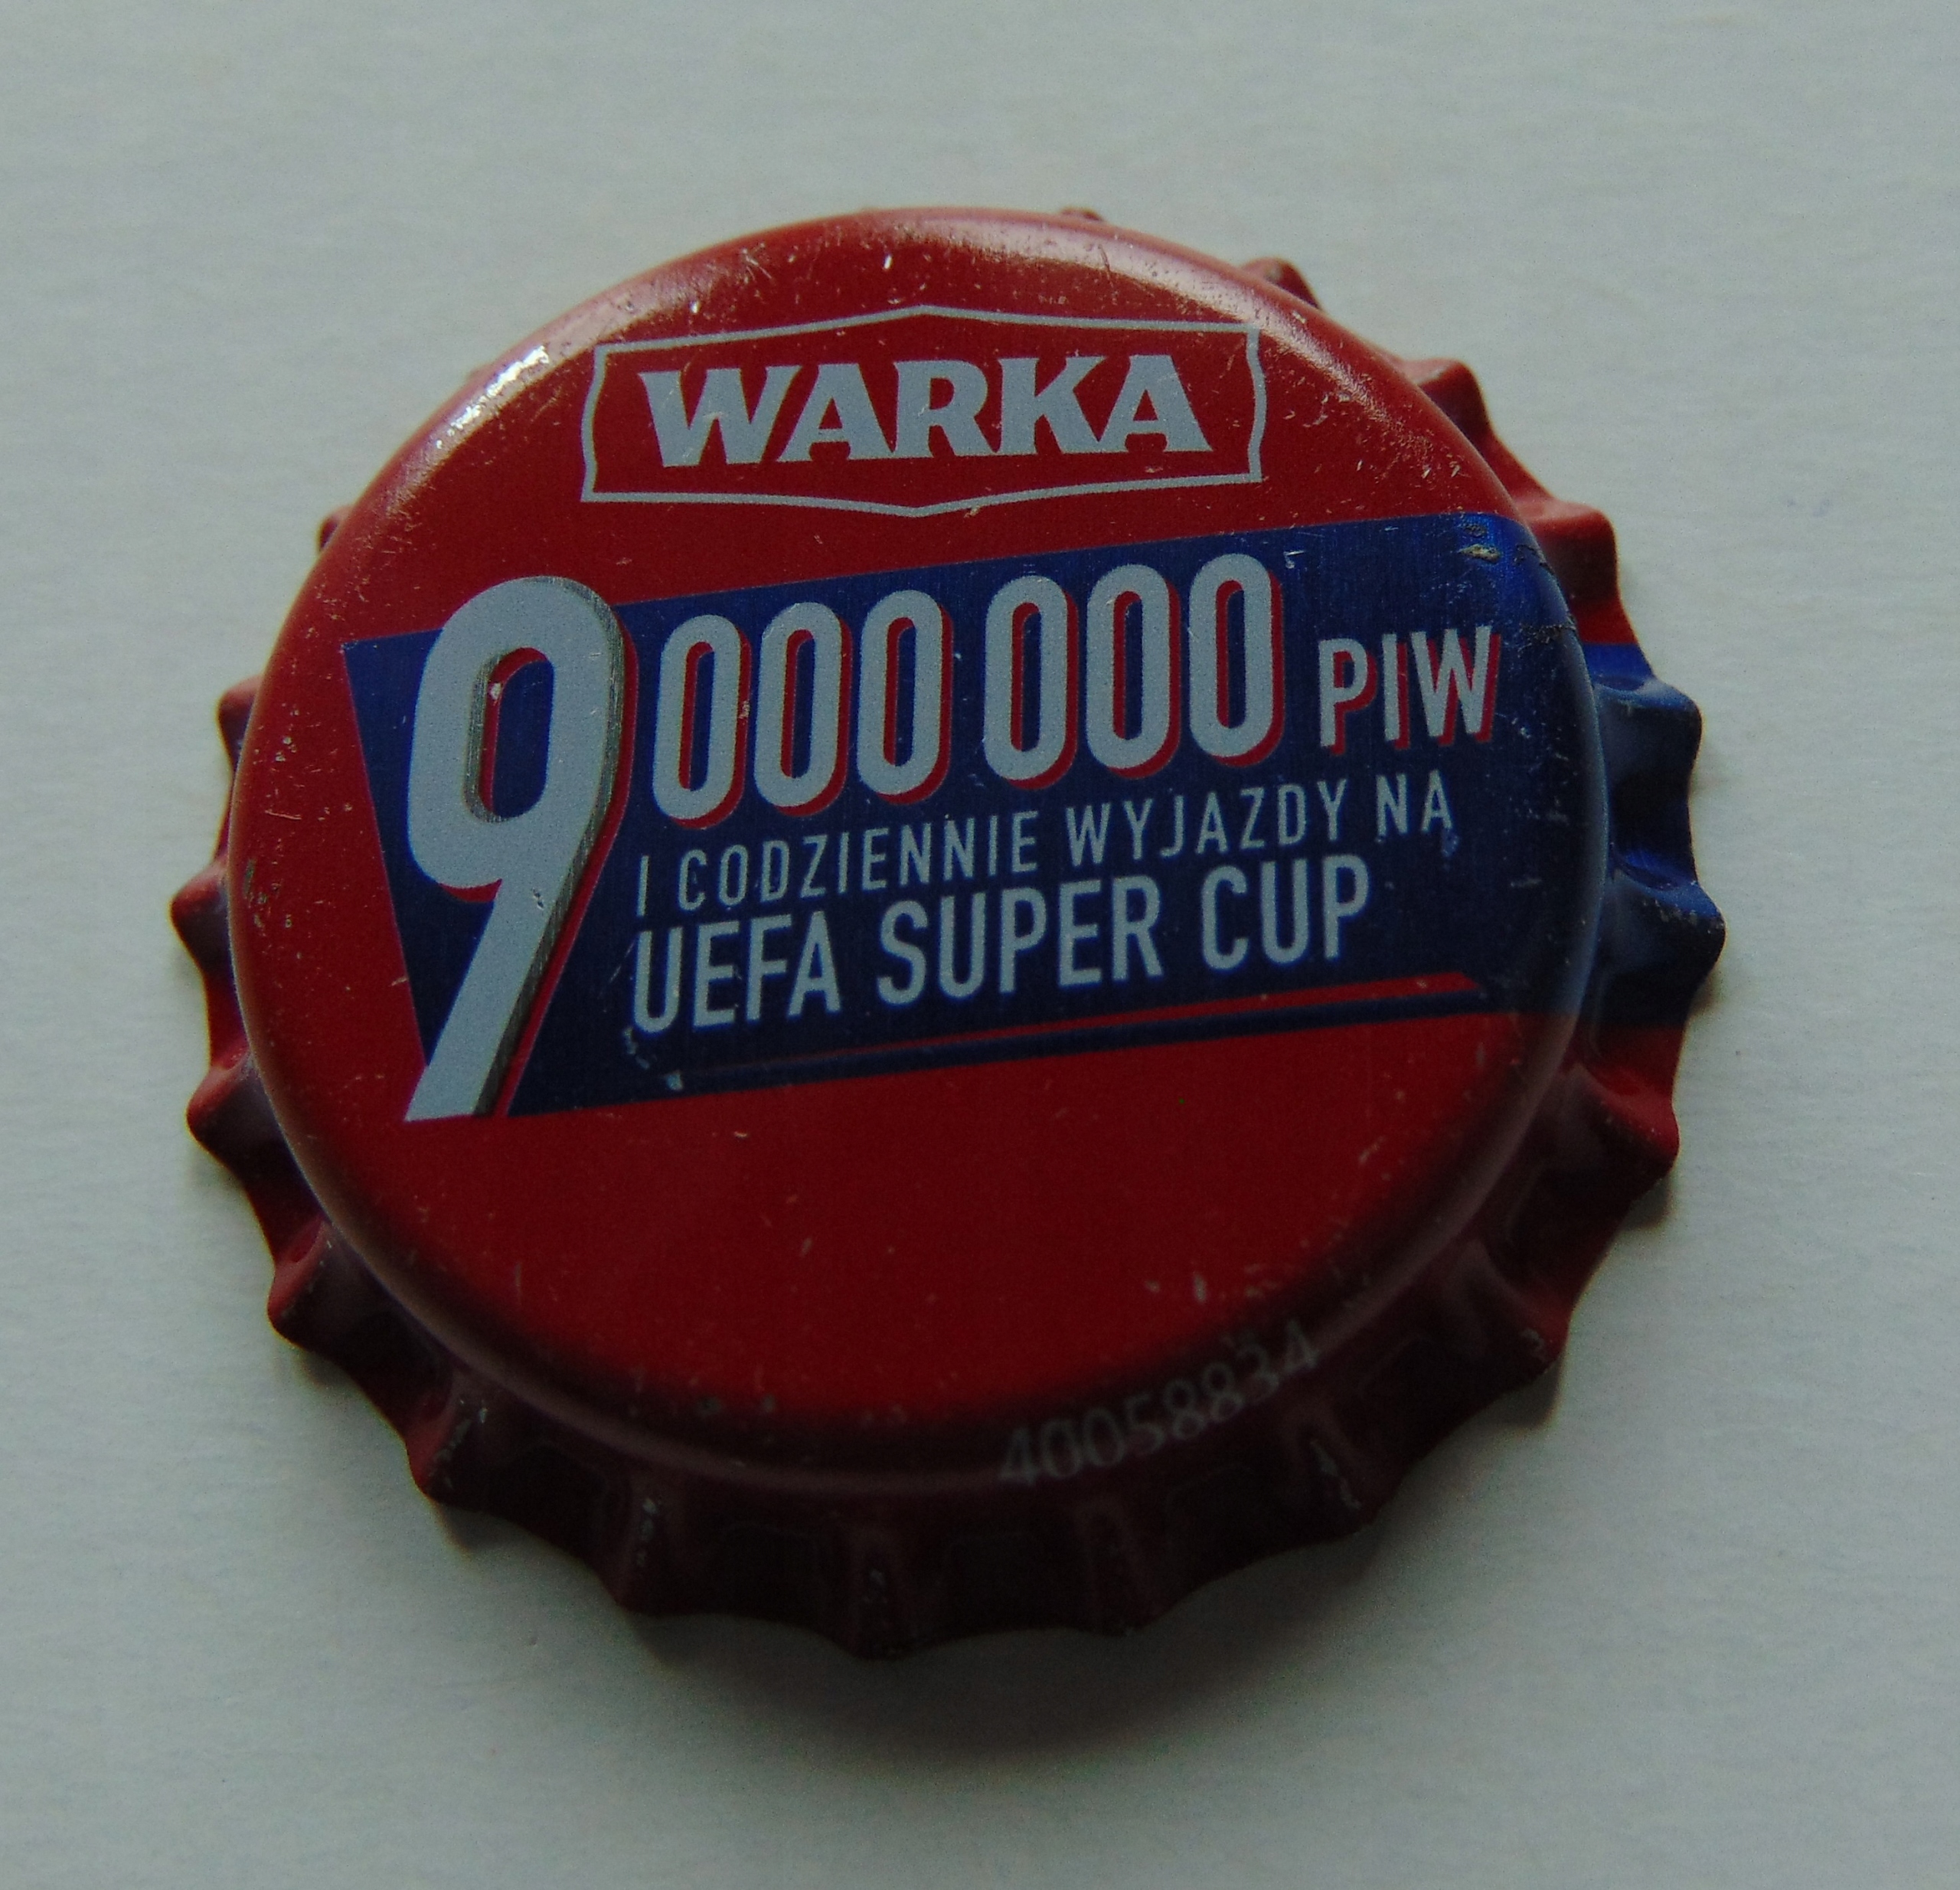 WARKA
9 000 000 PIW
I CODZIENNIE WYJAZDY NA
UEFA SUPER CUP
40058834